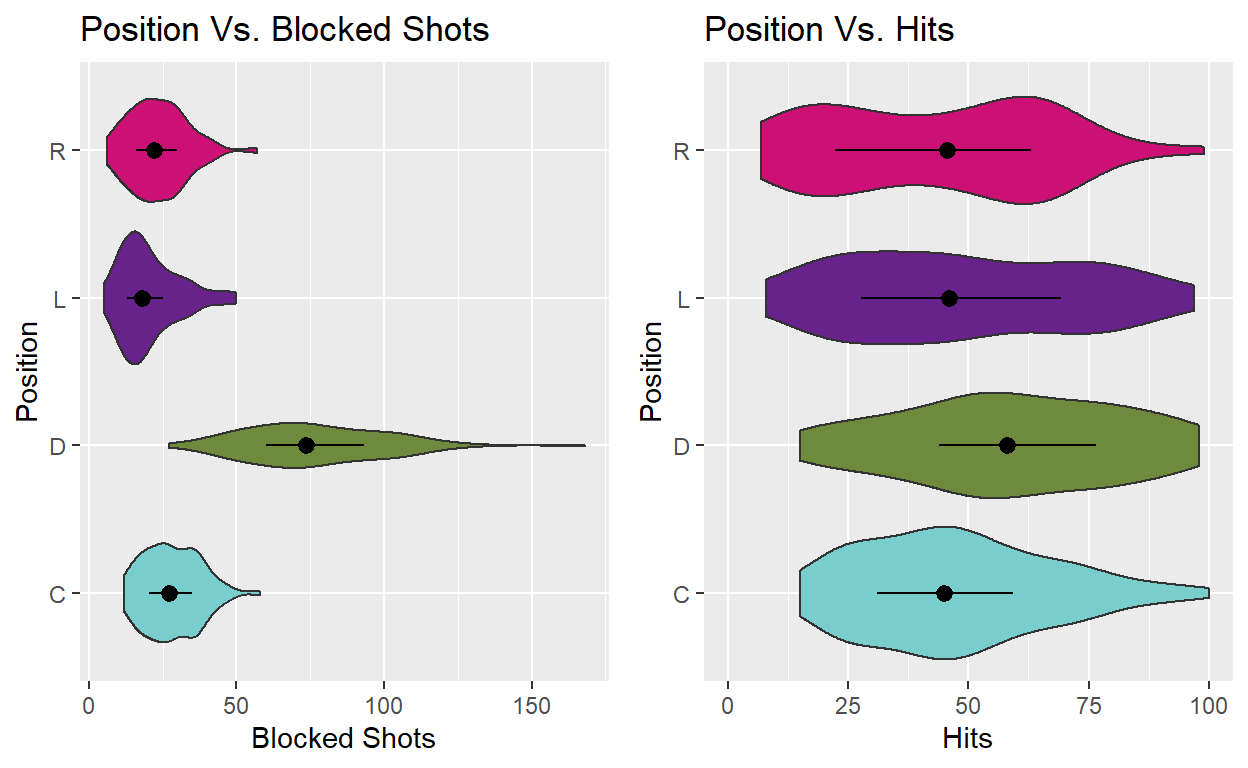 Position Vs. Blocked Shots
Position
R
L
D
C
0 50 100 150
Blocked Shots
Position Vs. Hits
Position
R
L
D
C
0 25 50 75 100
Hits